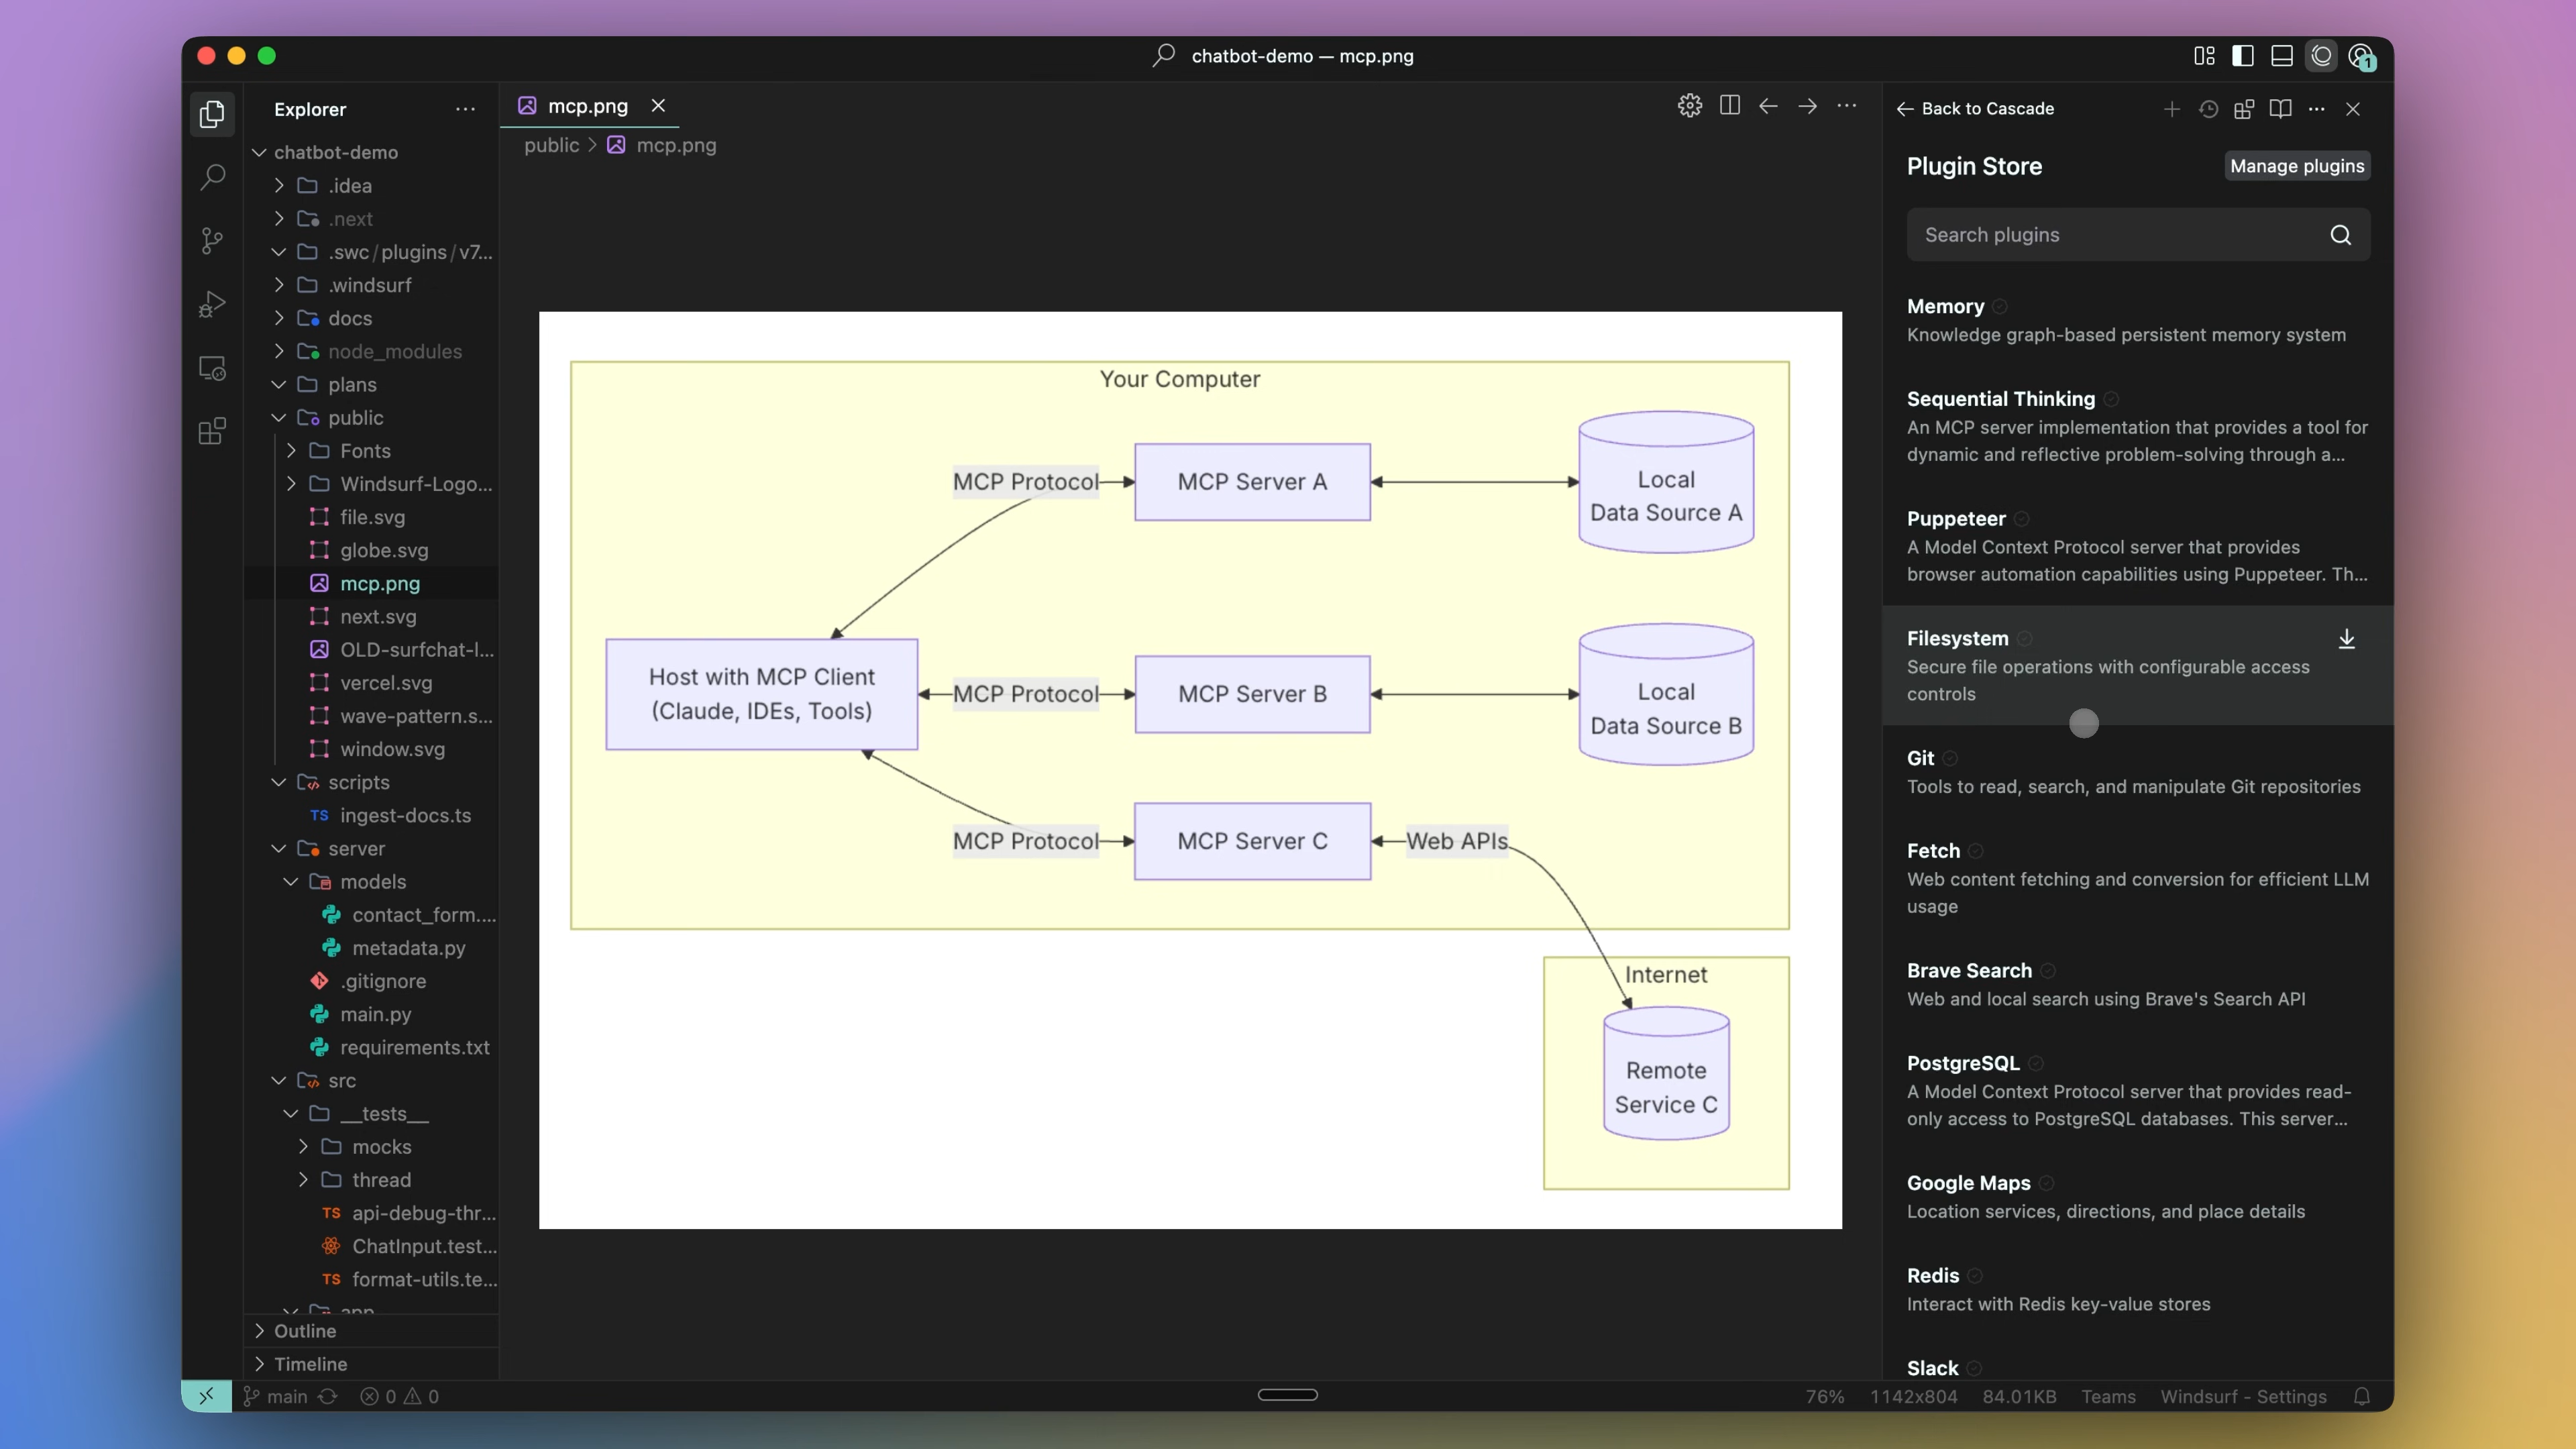 chatbot-demo — mcp.png
1
Explorer
chatbot-demo
.idea
.next
.swc/plugins/v7...
.windsurf
docs
node_modules
plans
public
Fonts
Windsurf-Logo...
file.svg
globe.svg
mcp.png
next.svg
OLD-surfchat-l...
vercel.svg
wave-pattern.s...
window.svg
scripts
TS ingest-docs.ts
server
models
contact_form....
metadata.py
.gitignore
main.py
requirements.txt
src
__tests__
mocks
thread
TS api-debug-thr...
ChatInput.test...
TS format-utils.te...
app
Outline
Timeline
mcp.png
public > mcp.png
Your Computer
MCP Protocol
MCP Server A
Local
Data Source A
Host with MCP Client
(Claude, IDEs, Tools)
MCP Protocol
MCP Server B
Local
Data Source B
MCP Protocol
MCP Server C
Web APIs
Internet
Remote
Service C
Back to Cascade
Plugin Store
Manage plugins
Search plugins
Memory
Knowledge graph-based persistent memory system
Sequential Thinking
An MCP server implementation that provides a tool for
dynamic and reflective problem-solving through a...
Puppeteer
A Model Context Protocol server that provides
browser automation capabilities using Puppeteer. Th...
Filesystem
Secure file operations with configurable access
controls
Git
Tools to read, search, and manipulate Git repositories
Fetch
Web content fetching and conversion for efficient LLM
usage
Brave Search
Web and local search using Brave's Search API
PostgreSQL
A Model Context Protocol server that provides read-
only access to PostgreSQL databases. This server...
Google Maps
Location services, directions, and place details
Redis
Interact with Redis key-value stores
Slack
main 0 0
76% 1142x804 84.01KB Teams Windsurf - Settings